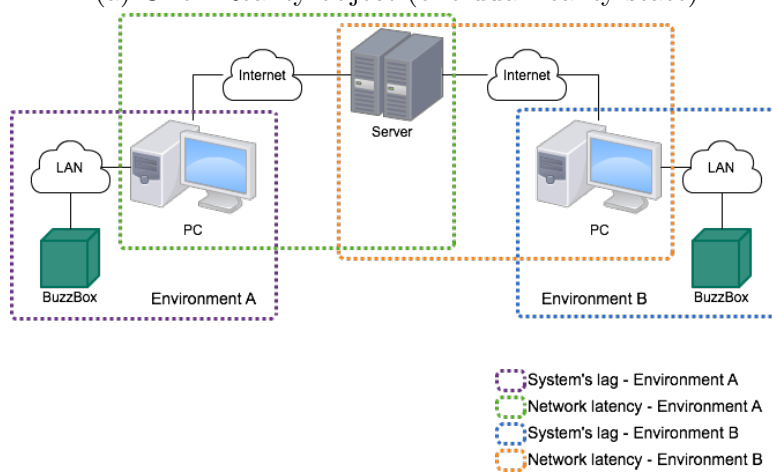 Internet
Internet
Server
LAN
LAN
PC
PC
BuzzBox
Environment A
Environment B
BuzzBox
System's lag - Environment A
Network latency - Environment A
System's lag - Environment B
Network latency - Environment B